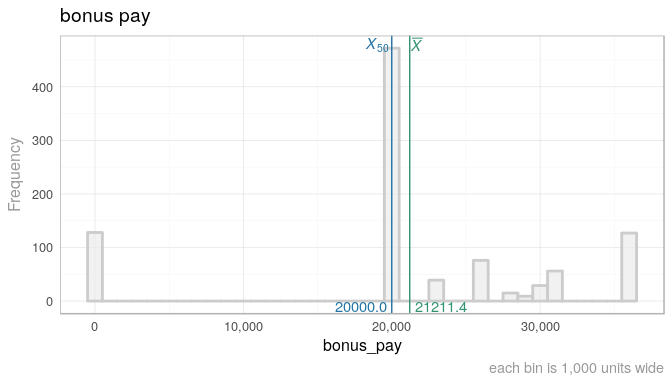 bonus pay
X50
X̅
Frequency
400
300
200
100
0
20000.0
21211.4
0
10,000
20,000
30,000
bonus_pay
each bin is 1,000 units wide